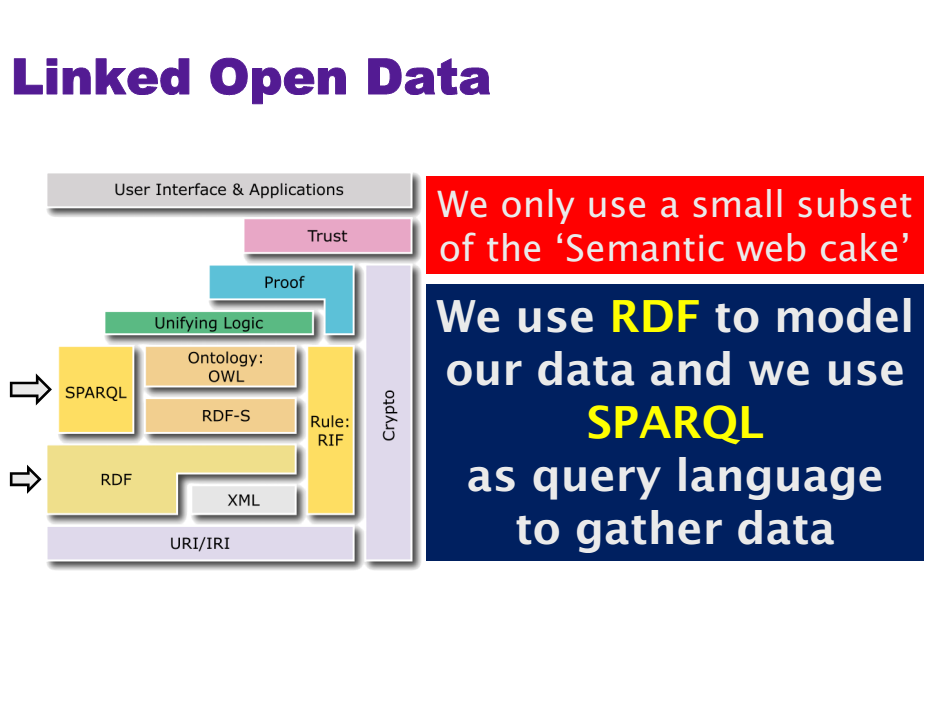 Linked Open Data
User Interface & Applications
Trust
Proof
Unifying Logic
SPARQL
Ontology:
OWL
RDF-S
Rule:
RIF
Crypto
RDF
XML
URI/IRI
We only use a small subset
of the ‘Semantic web cake’
We use RDF to model
our data and we use
SPARQL
as query language
to gather data